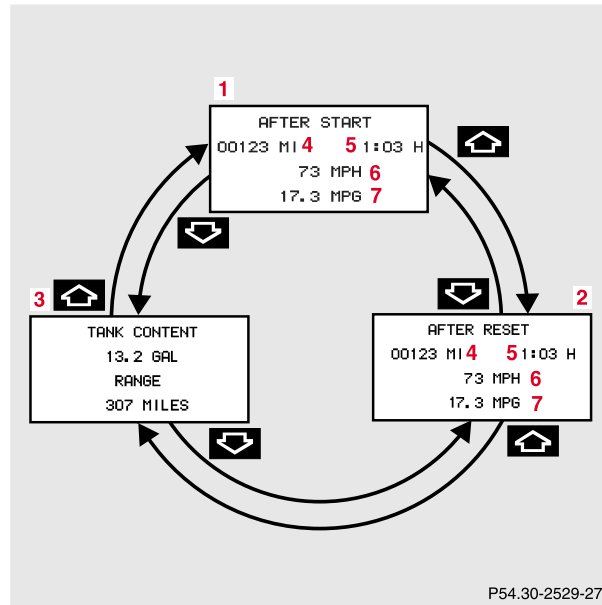 1
AFTER START
00123 MI 4 5 1:03 H
73 MPH 6
17.3 MPG 7
3
TANK CONTENT
13.2 GAL
RANGE
307 MILES
2
AFTER RESET
00123 MI 4 5 1:03 H
73 MPH 6
17.3 MPG 7
P54.30-2529-27